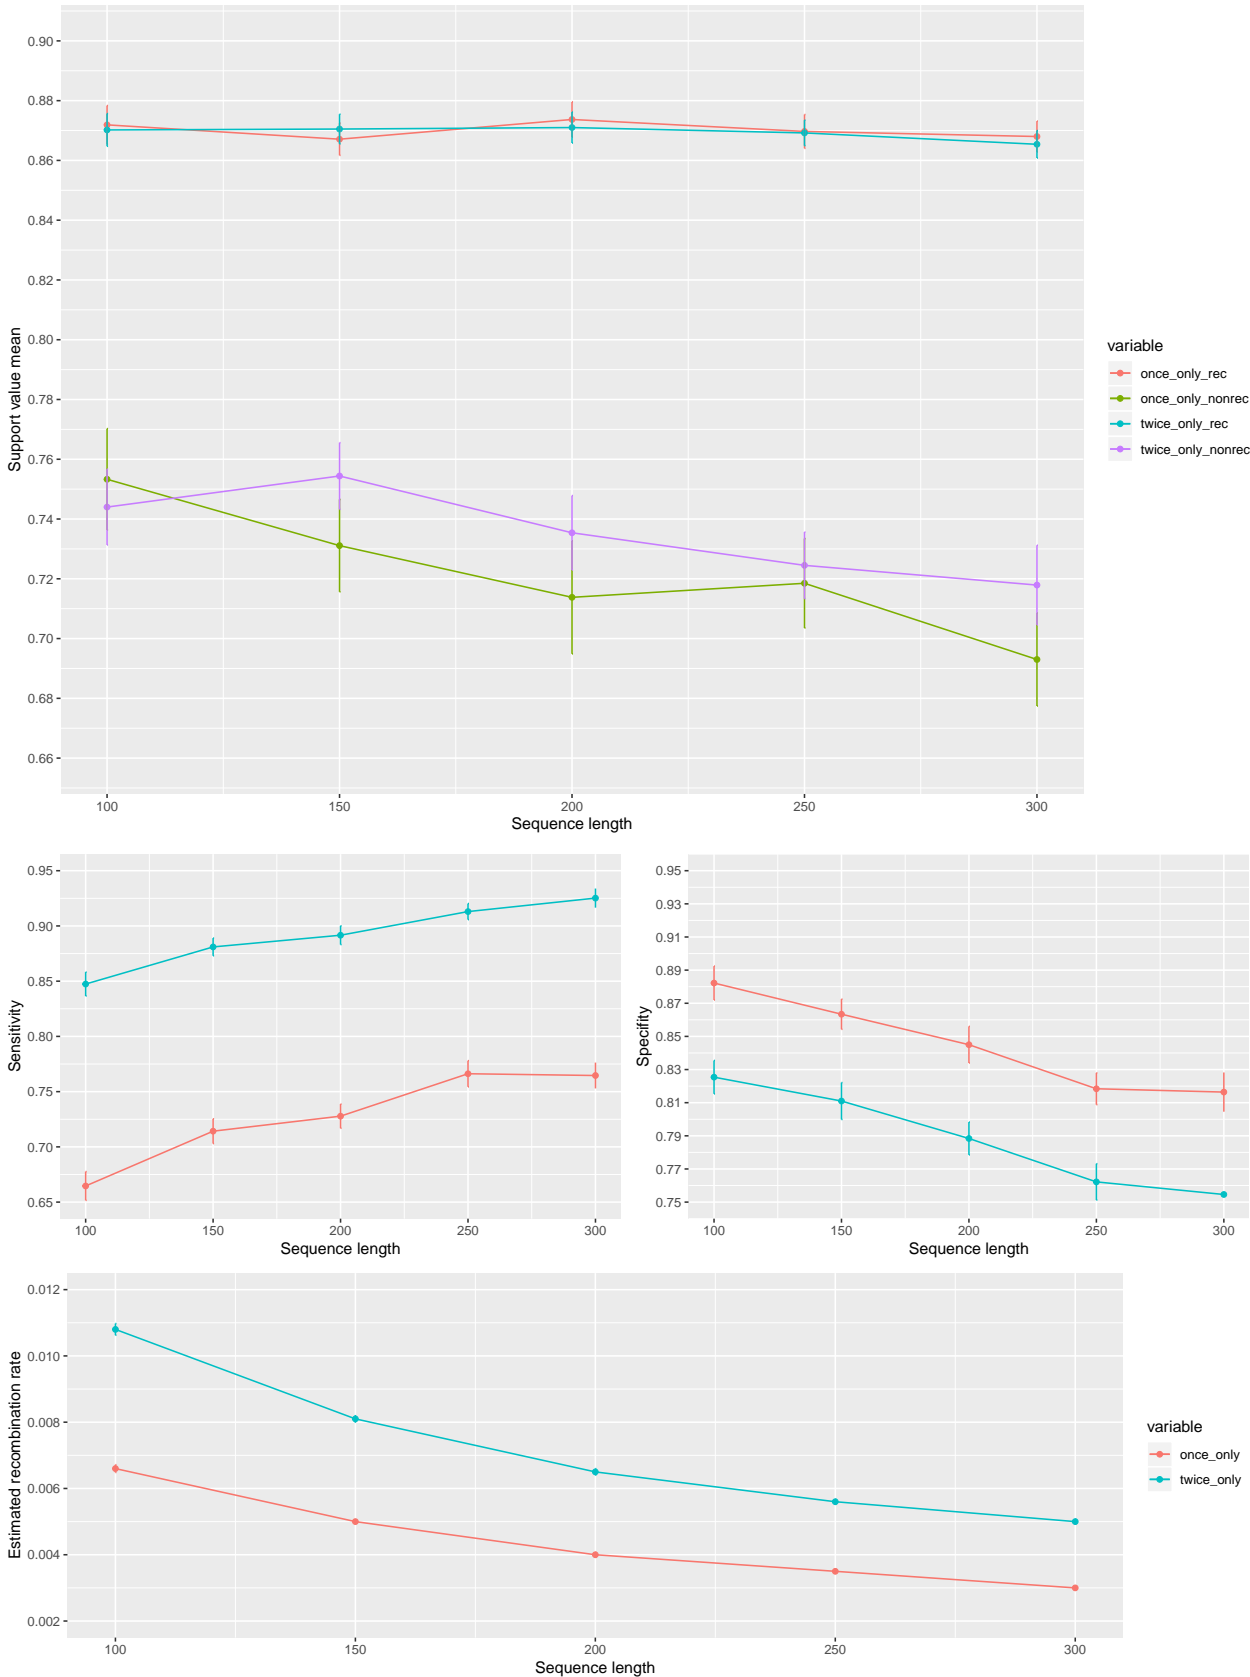 0.90
0.88
0.86
0.84
0.82
0.80
0.78
0.76
0.74
0.72
0.70
0.68
0.66
Support value mean
100 150 200 250 300
Sequence length
variable
once_only_rec
once_only_nonrec
twice_only_rec
twice_only_nonrec
0.95
0.90
0.85
0.80
0.75
0.70
0.65
Sensitivity
100 150 200 250 300
Sequence length
0.95
0.93
0.91
0.89
0.87
0.85
0.83
0.81
0.79
0.77
0.75
Specifity
100 150 200 250 300
Sequence length
0.012
0.010
0.008
0.006
0.004
0.002
Estimated recombination rate
100 150 200 250 300
Sequence length
variable
once_only
twice_only